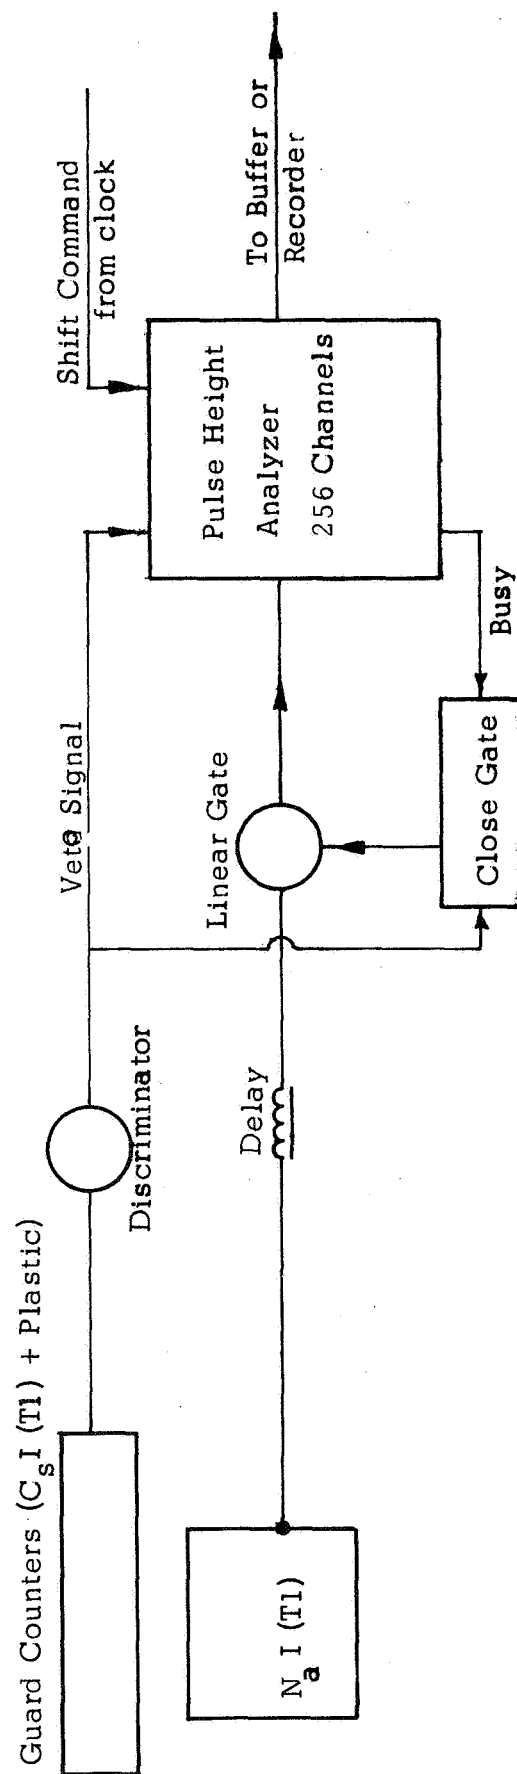 Guard Counters (CsI (Tl) + Plastic)
Discriminator
Veto Signal
Shift Command
from clock
Na I (Tl)
Delay
Linear Gate
Pulse Height
Analyzer
256 Channels
To Buffer or
Recorder
Close Gate
Busy